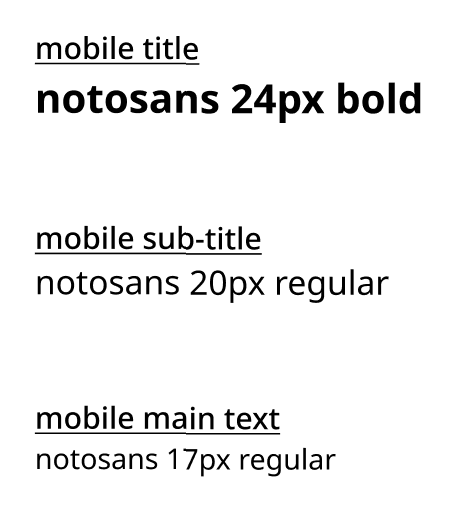 mobile title
notosans 24px bold
mobile sub-title
notosans 20px regular
mobile main text
notosans 17px regular